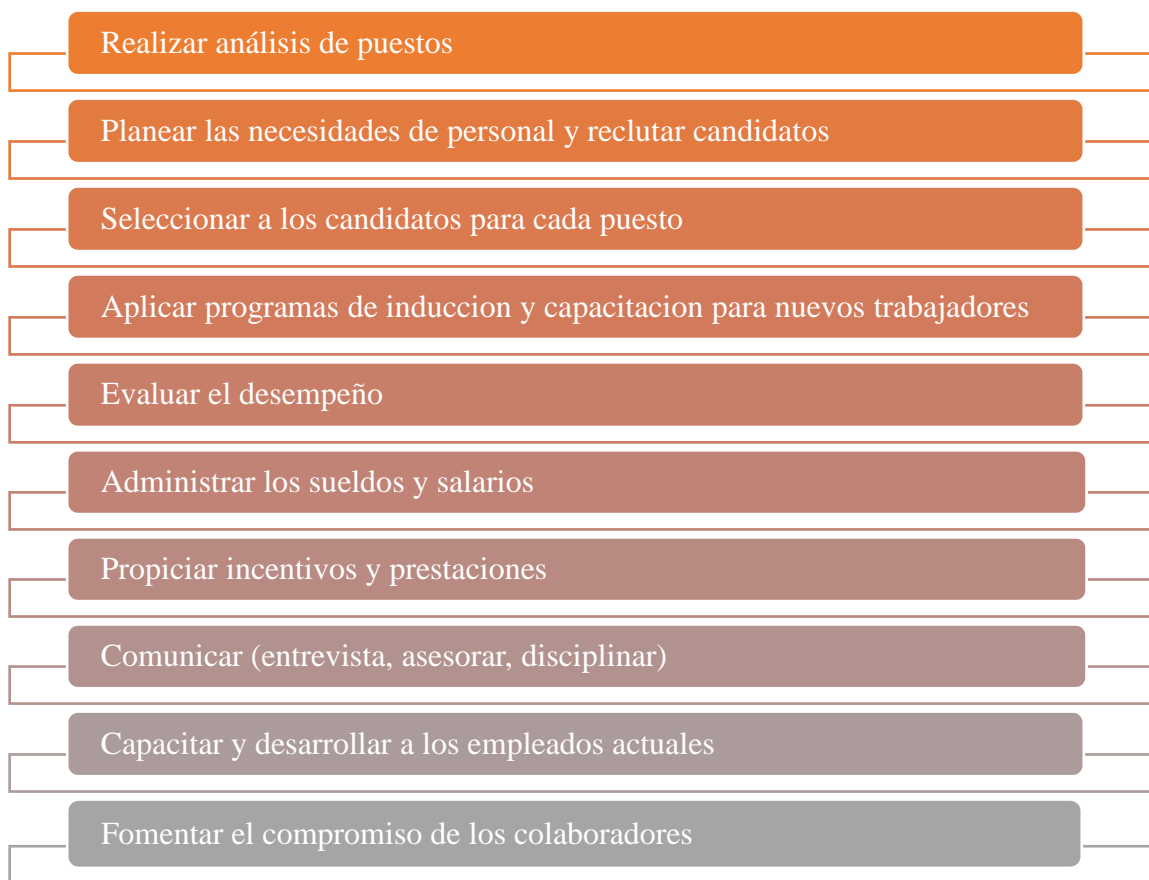 Realizar análisis de puestos
Planear las necesidades de personal y reclutar candidatos
Seleccionar a los candidatos para cada puesto
Aplicar programas de induccion y capacitacion para nuevos trabajadores
Evaluar el desempeño
Administrar los sueldos y salarios
Propiciar incentivos y prestaciones
Comunicar (entrevista, asesorar, disciplinar)
Capacitar y desarrollar a los empleados actuales
Fomentar el compromiso de los colaboradores